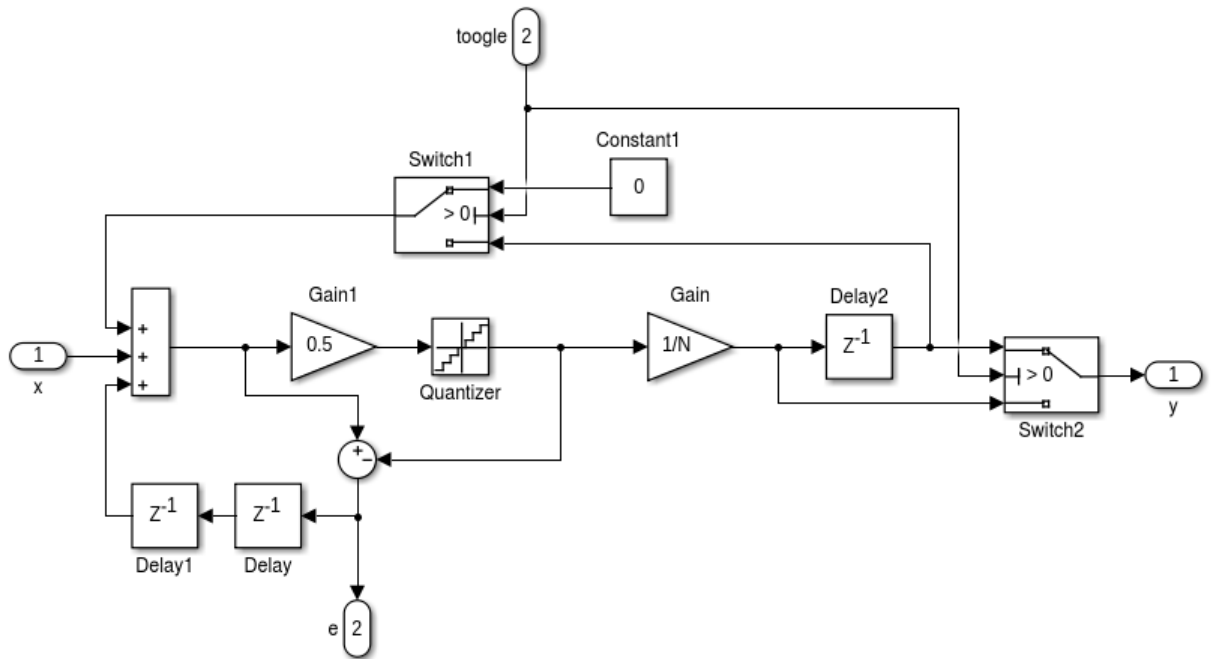 toogle 2
Constant1
Switch1
0
> 0
Gain1
Gain
Delay2
+
+
+
0.5
1/N
Z-1
1
x
Quantizer
> 0
1
y
Switch2
+
−
Z-1
Z-1
Delay1
Delay
e 2